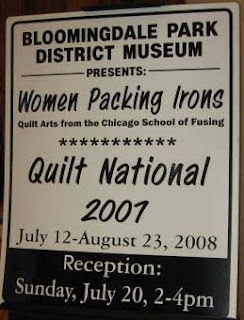 BLOOMINGDALE PARK
DISTRICT MUSEUM
PRESENTS:
Women Packing Irons
Quilt Arts from the Chicago School of Fusing
***********
Quilt National
2007
July 12-August 23, 2008
Reception:
Sunday, July 20, 2-4pm